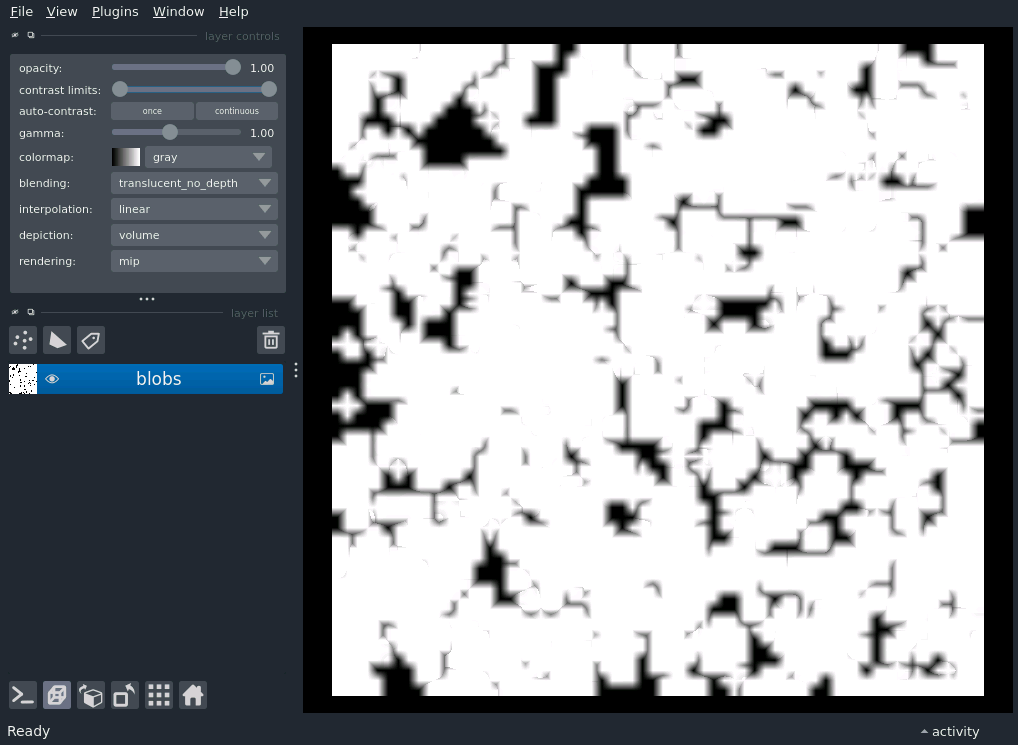 File View Plugins Window Help
layer controls
opacity: 1.00
contrast limits:
auto-contrast: once continuous
gamma: 1.00
colormap: gray
blending: translucent_no_depth
interpolation: linear
depiction: volume
rendering: mip
layer list
blobs
Ready activity